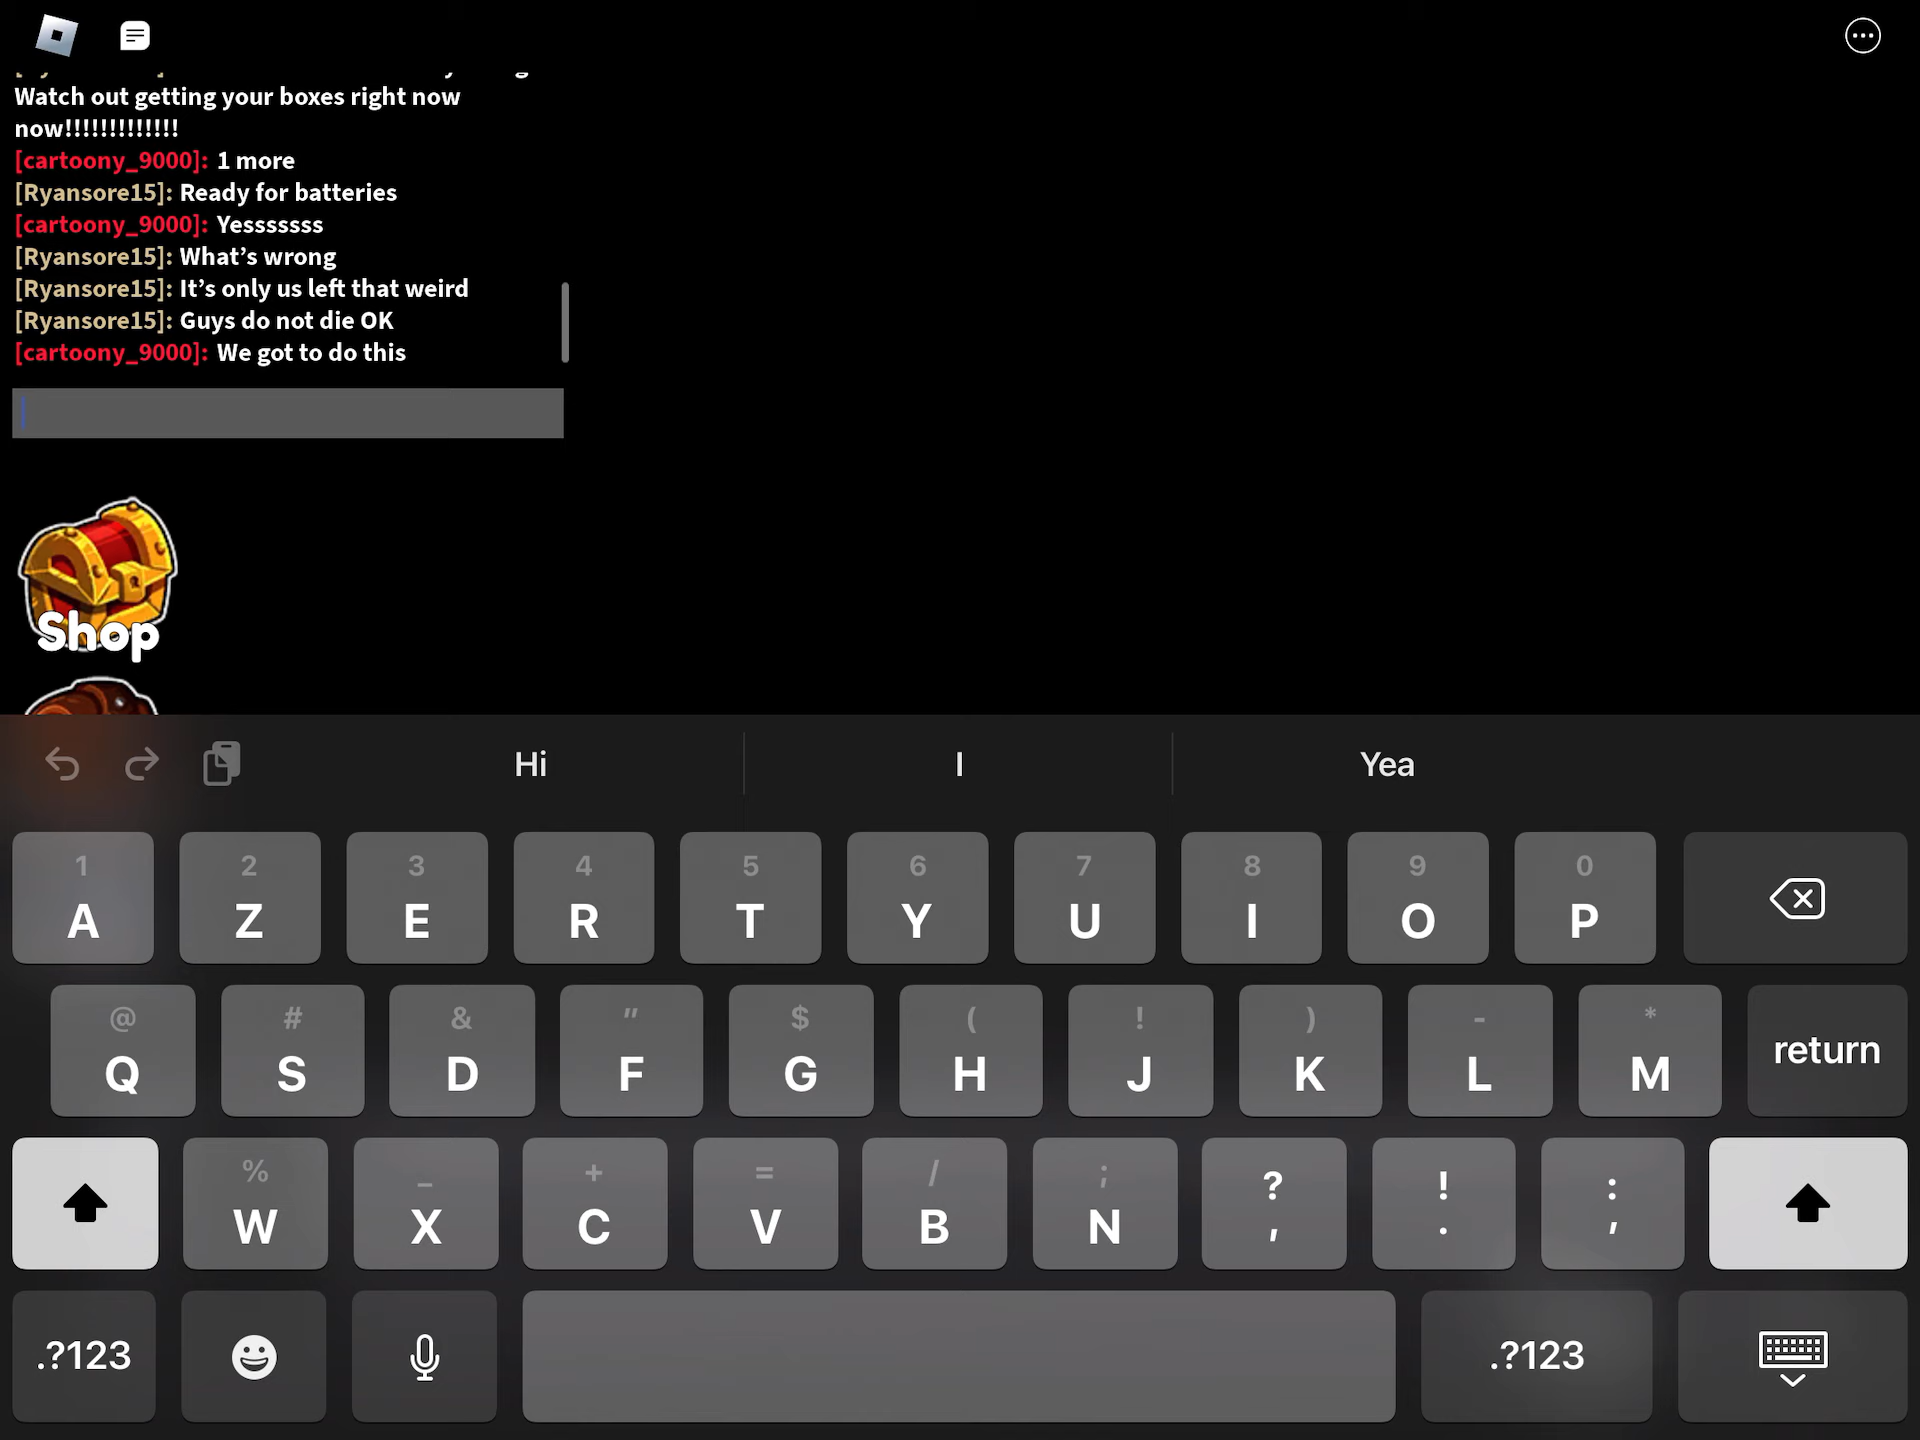 Watch out getting your boxes right now
now!!!!!!!!!!!!!
[cartoony_9000]: 1 more
[Ryansore15]: Ready for batteries
[cartoony_9000]: Yesssssss
[Ryansore15]: What’s wrong
[Ryansore15]: It’s only us left that weird
[Ryansore15]: Guys do not die OK
[cartoony_9000]: We got to do this
Shop
Hi I Yea
1 2 3 4 5 6 7 8 9 0
A Z E R T Y U I O P
@ # & " $ ( ! ) - *
Q S D F G H J K L M return
% _ + = / ; ? ! :
W X C V B N , . '
.?123 .?123